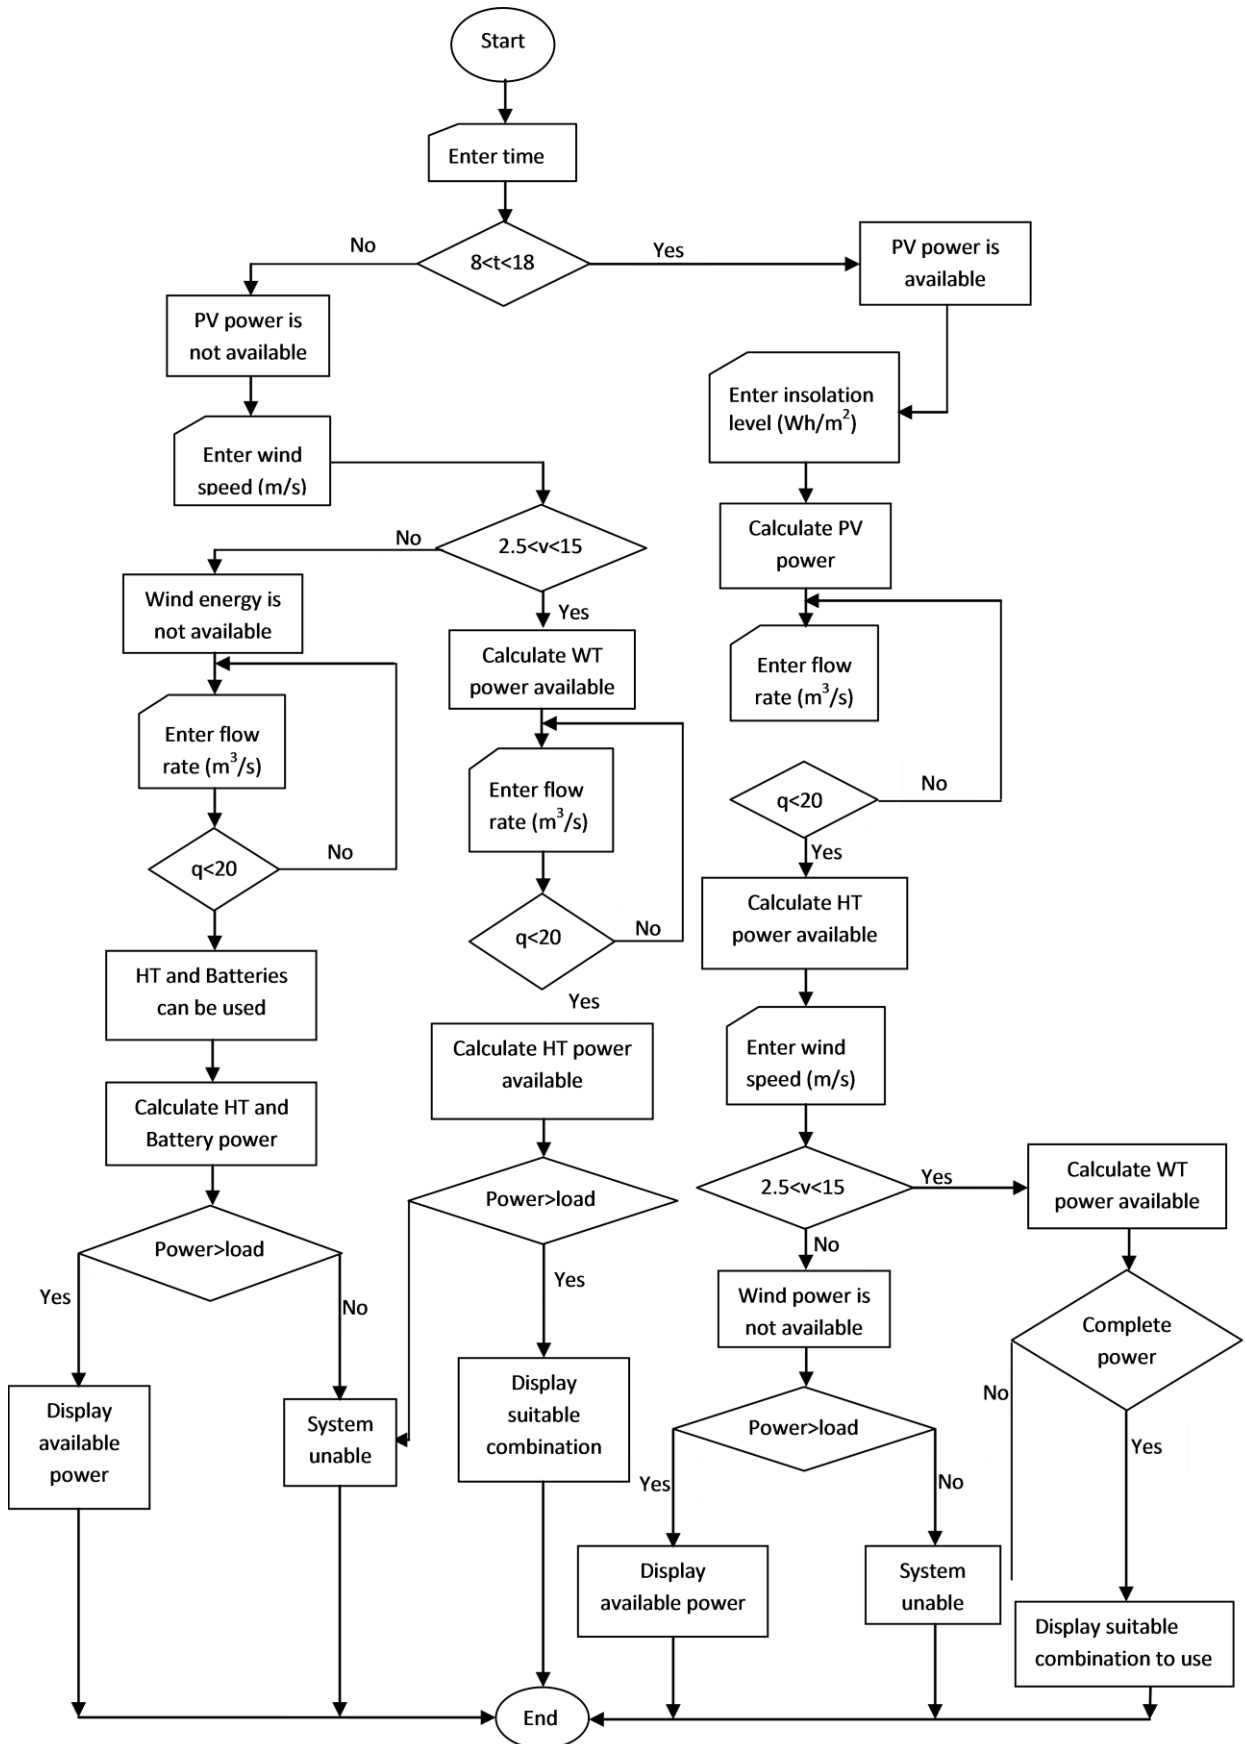 Start
Enter time
8<t<18
No
Yes
PV power is
available
PV power is
not available
Enter insolation
level (Wh/m²)
Enter wind
speed (m/s)
Calculate PV
power
2.5<v<15
No
Yes
Wind energy is
not available
Calculate WT
power available
Enter flow
rate (m³/s)
Enter flow
rate (m³/s)
Enter flow
rate (m³/s)
q<20
No
Yes
q<20
No
q<20
No
Yes
Calculate HT
power available
HT and Batteries
can be used
Calculate HT power
available
Enter wind
speed (m/s)
Calculate HT and
Battery power
2.5<v<15
Yes
No
Calculate WT
power available
Power>load
Yes
No
Power>load
Yes
Wind power is
not available
Complete
power
No
Yes
Display
available
power
System
unable
Display
suitable
combination
Power>load
Yes
No
Display
available power
System
unable
Display suitable
combination to use
End